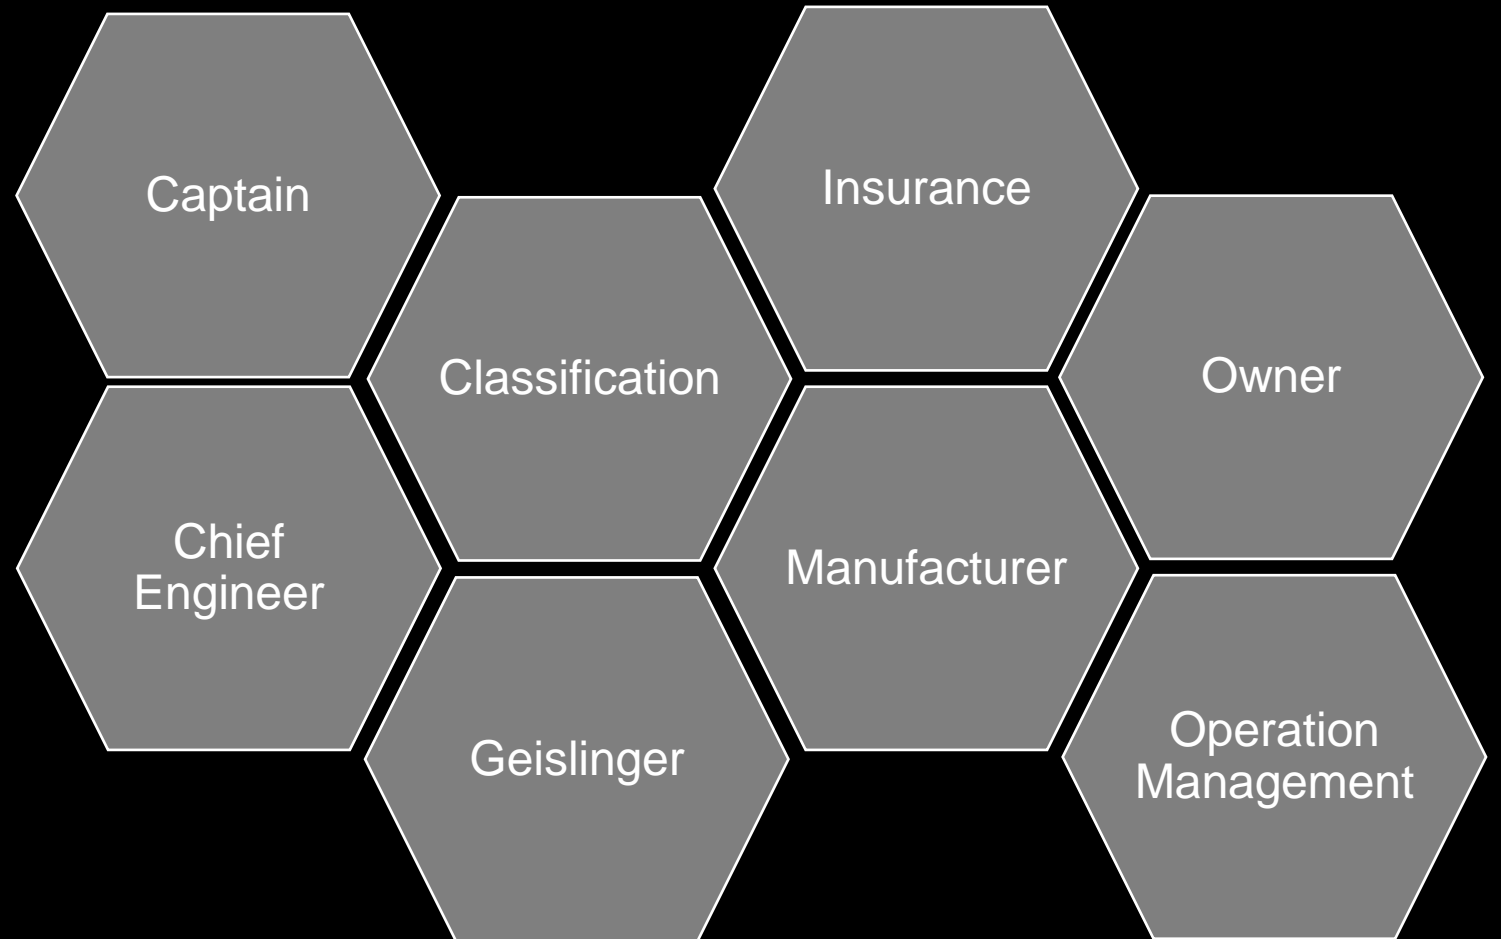 Captain
Insurance
Classification
Owner
Chief
Engineer
Manufacturer
Geislinger
Operation
Management